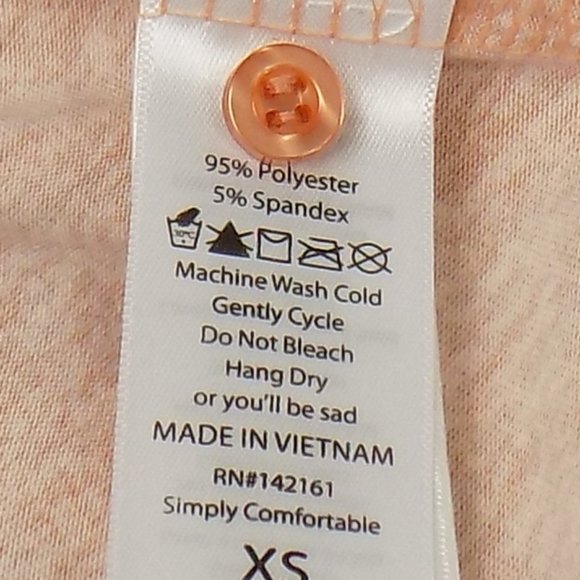 95% Polyester
5% Spandex
30°C
Machine Wash Cold
Gently Cycle
Do Not Bleach
Hang Dry
or you'll be sad
MADE IN VIETNAM
RN#142161
Simply Comfortable
XS